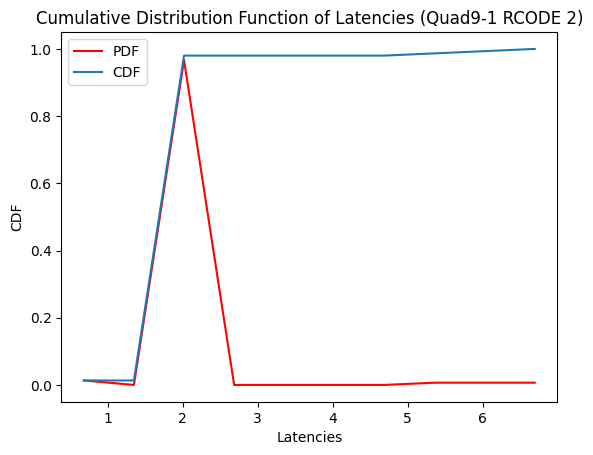 Cumulative Distribution Function of Latencies (Quad9-1 RCODE 2)
PDF
CDF
CDF
1.0
0.8
0.6
0.4
0.2
0.0
1 2 3 4 5 6
Latencies